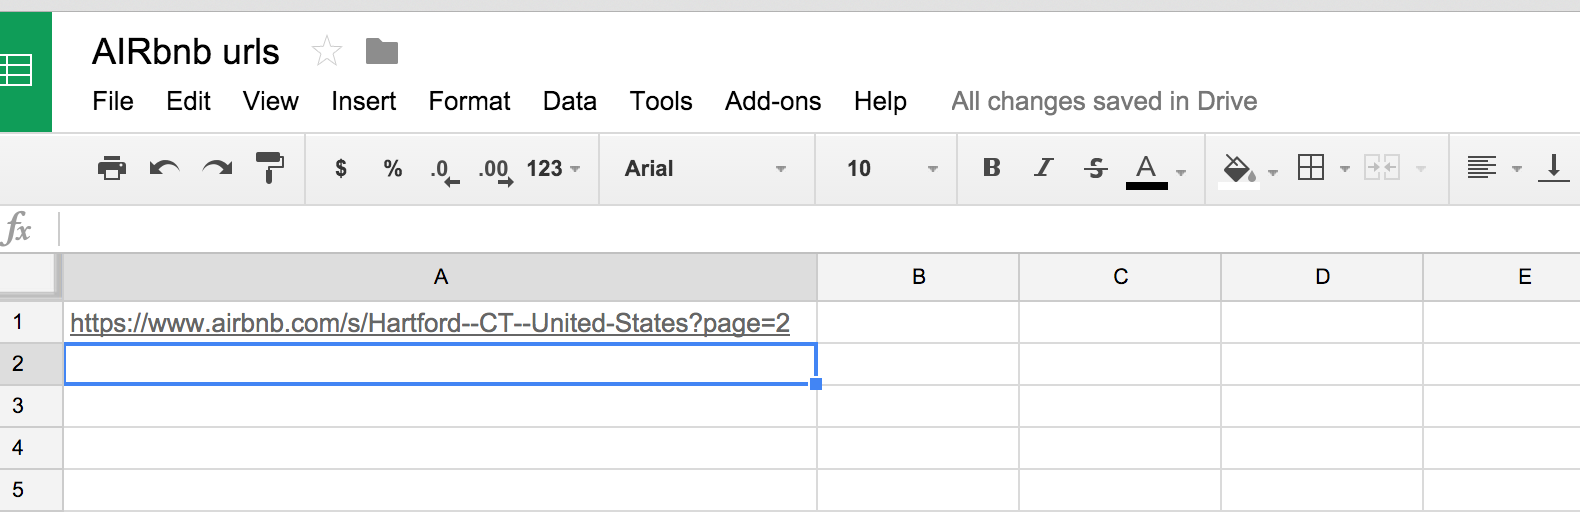 AIRbnb urls
File Edit View Insert Format Data Tools Add-ons Help All changes saved in Drive
$ % .0 .00 123 Arial 10 B I S A
fx
A B C D E
1 https://www.airbnb.com/s/Hartford--CT--United-States?page=2
2
3
4
5